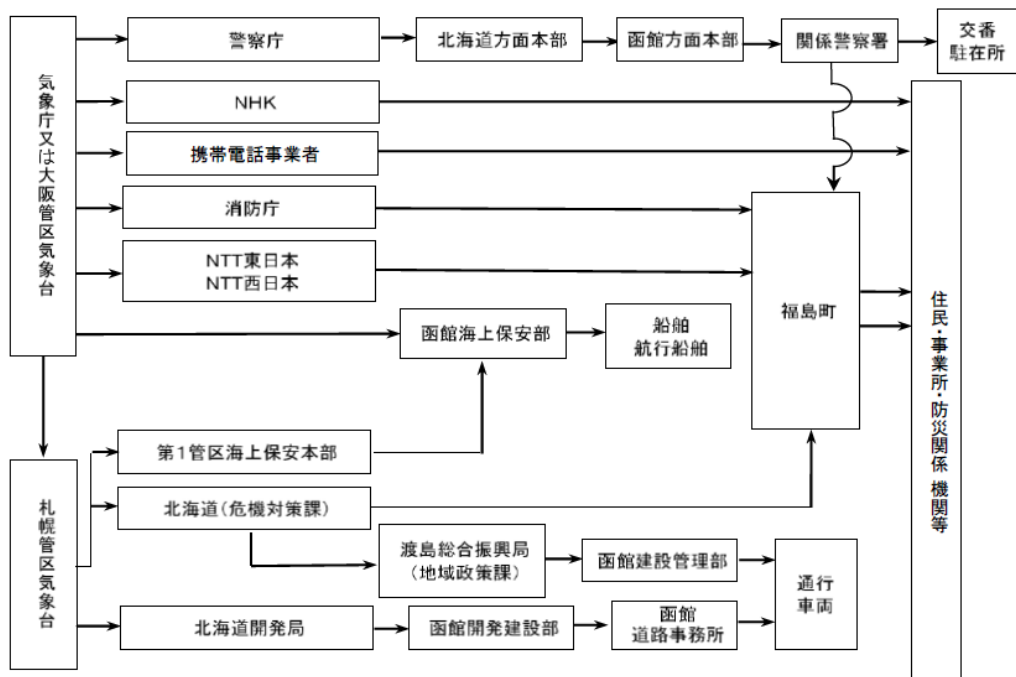 気象庁又は大阪管区気象台
警察庁
北海道方面本部
函館方面本部
関係警察署
交番
駐在所
NHK
携帯電話事業者
消防庁
NTT東日本
NTT西日本
函館海上保安部
船舶
航行船舶
福島町
住民・事業所・防災関係 機関等
札幌管区気象台
第1管区海上保安本部
北海道(危機対策課)
渡島総合振興局
(地域政策課)
函館建設管理部
通行
車両
北海道開発局
函館開発建設部
函館
道路事務所